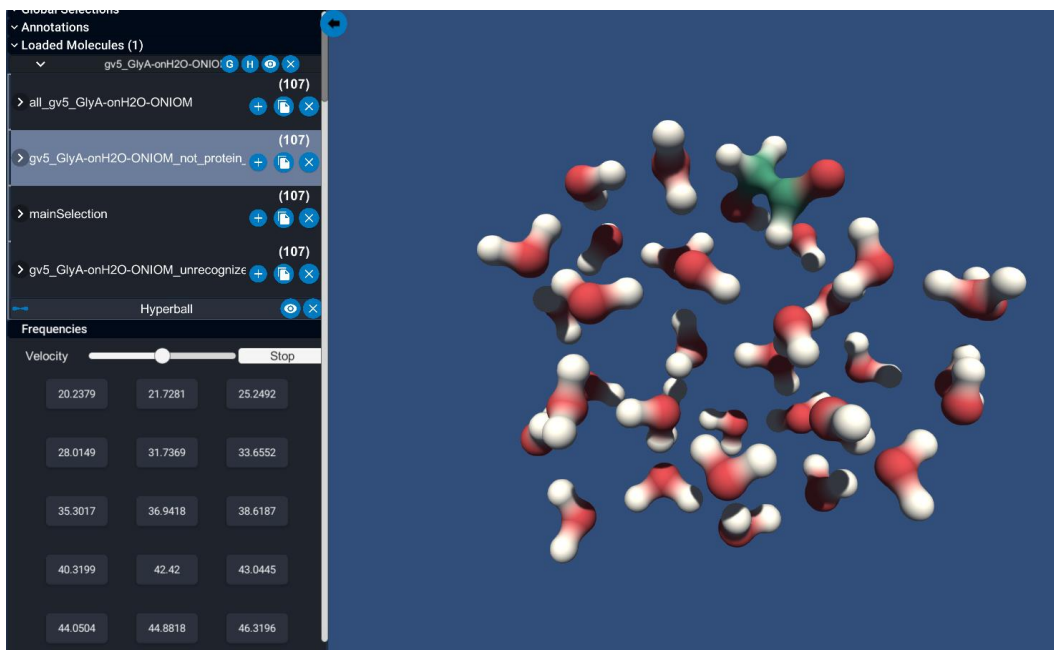 Global Selections
Annotations
Loaded Molecules (1)
gv5_GlyA-onH2O-ONIO
G H
(107)
all_gv5_GlyA-onH2O-ONIOM
(107)
gv5_GlyA-onH2O-ONIOM_not_protein_
(107)
mainSelection
(107)
gv5_GlyA-onH2O-ONIOM_unrecognize
Hyperball
Frequencies
Velocity Stop
20.2379 21.7281 25.2492
28.0149 31.7369 33.6552
35.3017 36.9418 38.6187
40.3199 42.42 43.0445
44.0504 44.8818 46.3196